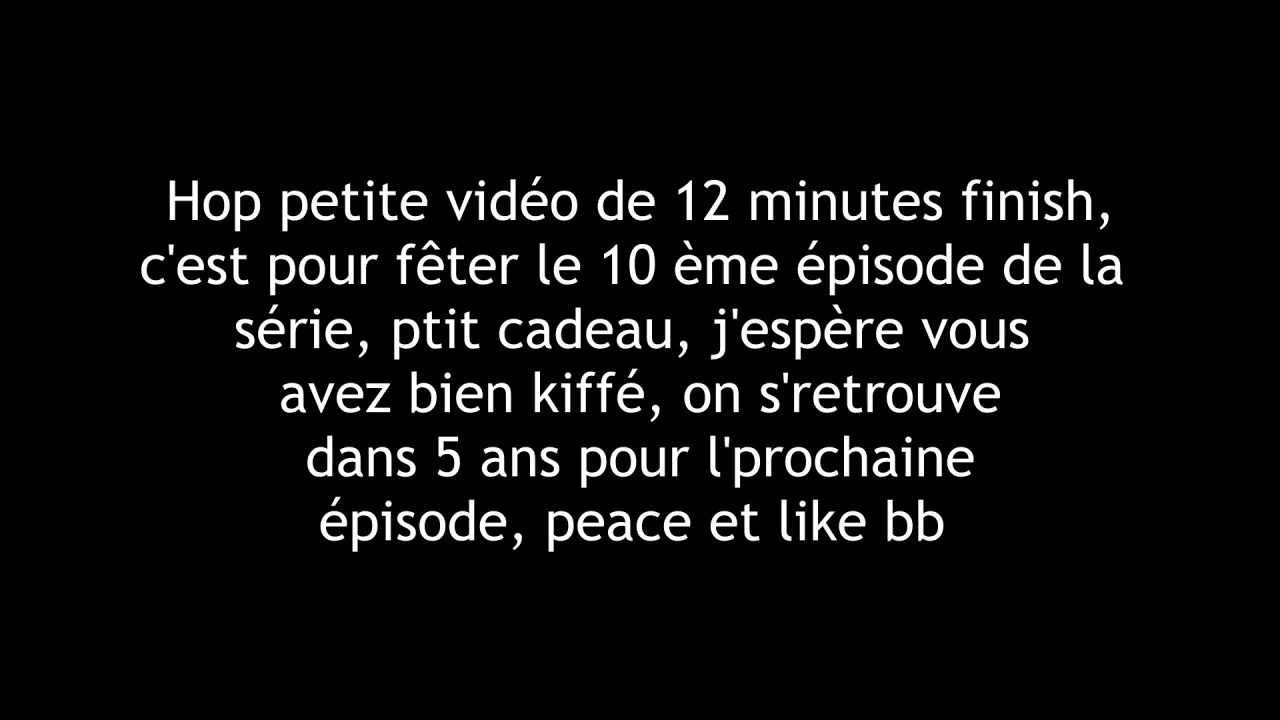 Hop petite vidéo de 12 minutes finish,
c'est pour fêter le 10 ème épisode de la
série, ptit cadeau, j'espère vous
avez bien kiffé, on s'retrouve
dans 5 ans pour l'prochaine
épisode, peace et like bb